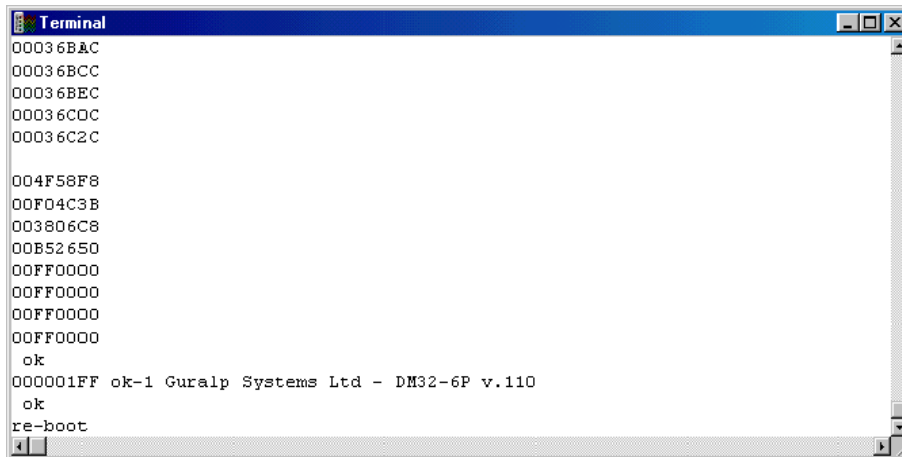 Terminal
00036BAC
00036BCC
00036BEC
00036C0C
00036C2C
004F58F8
00F04C3B
003806C8
00B52650
00FF0000
00FF0000
00FF0000
00FF0000
ok
000001FF ok-1 Guralp Systems Ltd - DM32-6P v.110
ok
re-boot